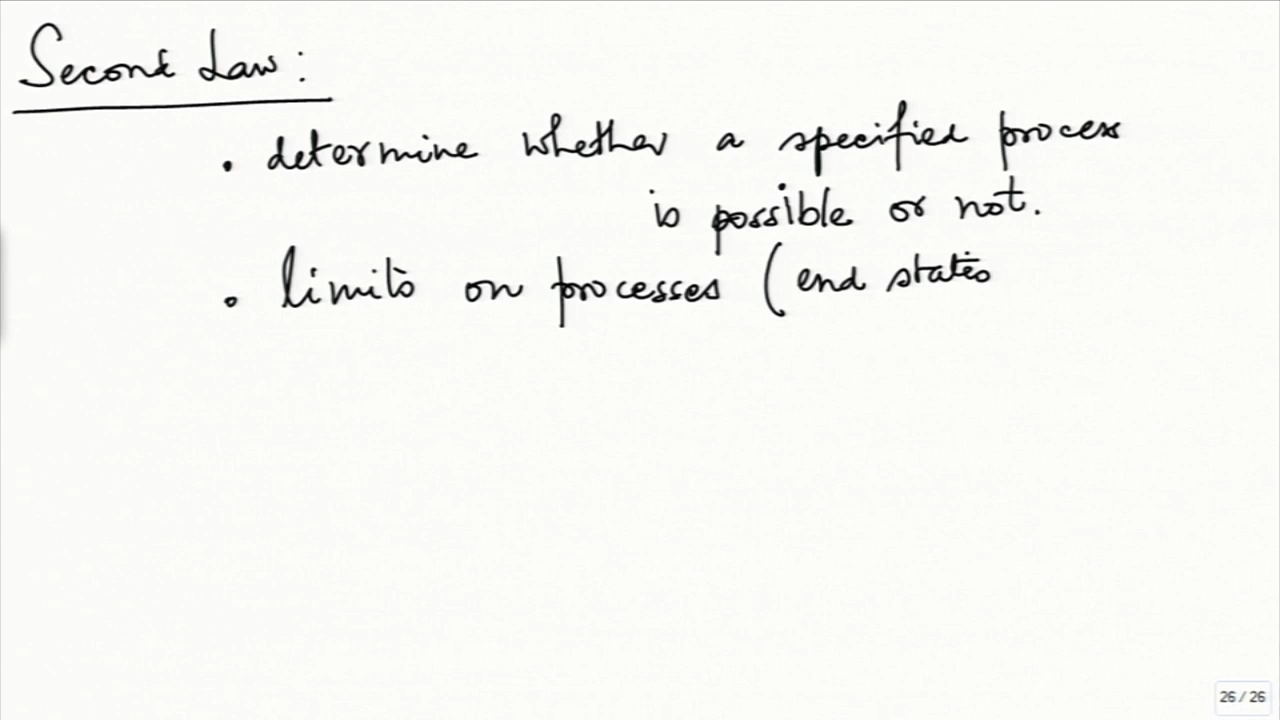 Second Law:
• determine whether a specified process
is possible or not.
• limits on processes (end states
26 / 26